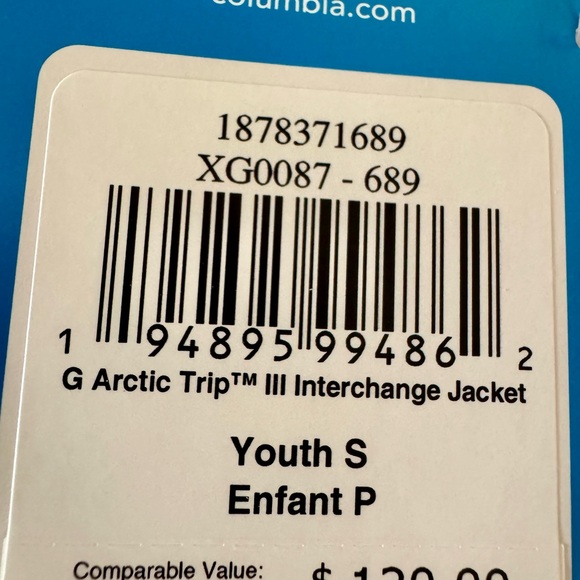 columbia.com
1878371689
XG0087 - 689
1 94895 99486 2
G Arctic Trip™ III Interchange Jacket
Youth S
Enfant P
Comparable Value: